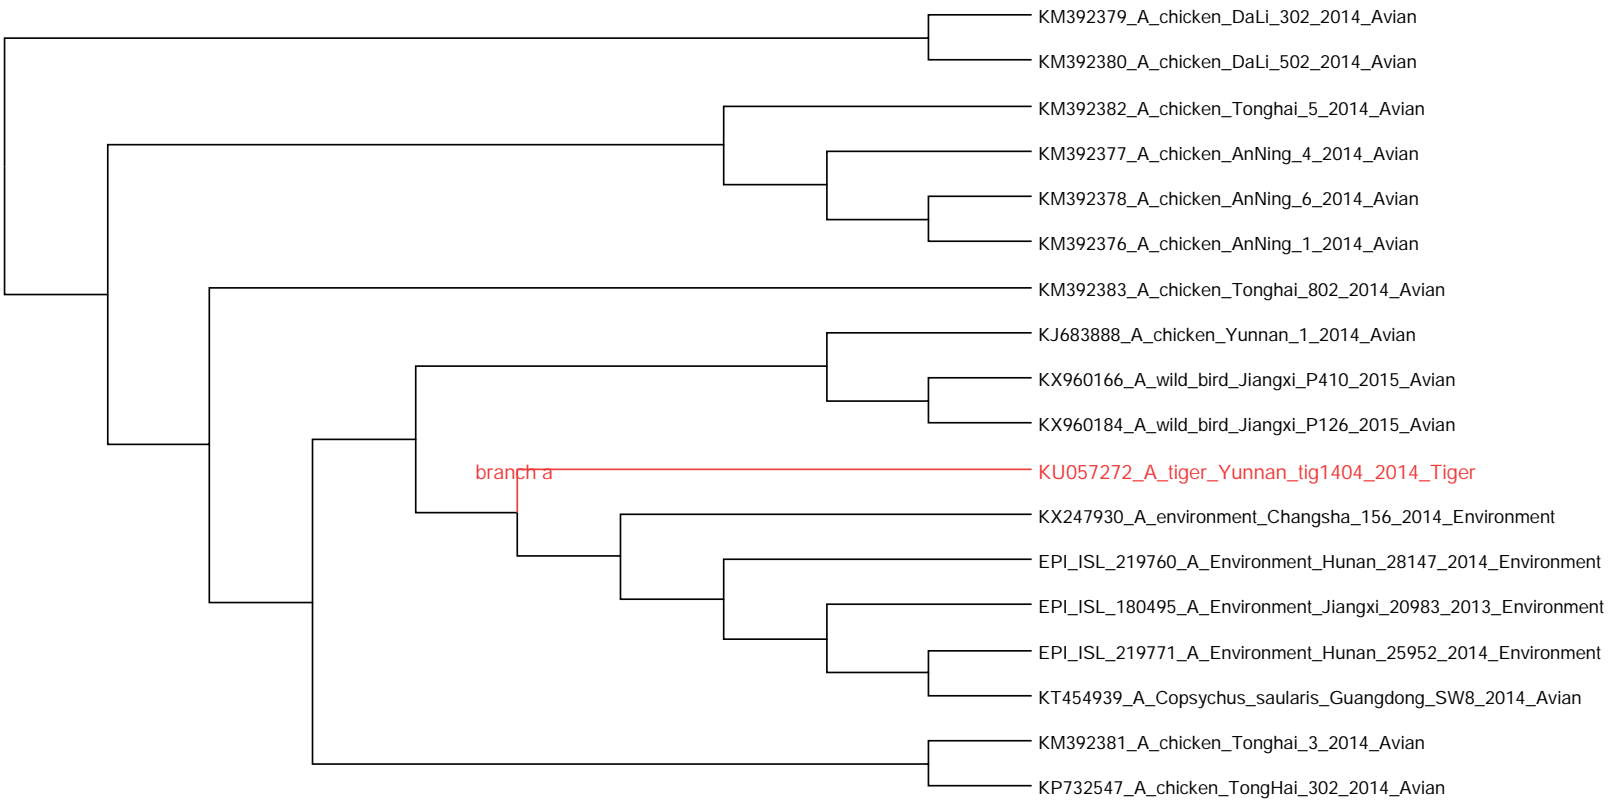 KM392379_A_chicken_DaLi_302_2014_Avian
KM392380_A_chicken_DaLi_502_2014_Avian
KM392382_A_chicken_Tonghai_5_2014_Avian
KM392377_A_chicken_AnNing_4_2014_Avian
KM392378_A_chicken_AnNing_6_2014_Avian
KM392376_A_chicken_AnNing_1_2014_Avian
KM392383_A_chicken_Tonghai_802_2014_Avian
KJ683888_A_chicken_Yunnan_1_2014_Avian
KX960166_A_wild_bird_Jiangxi_P410_2015_Avian
KX960184_A_wild_bird_Jiangxi_P126_2015_Avian
branch a
KU057272_A_tiger_Yunnan_tig1404_2014_Tiger
KX247930_A_environment_Changsha_156_2014_Environment
EPI_ISL_219760_A_Environment_Hunan_28147_2014_Environment
EPI_ISL_180495_A_Environment_Jiangxi_20983_2013_Environment
EPI_ISL_219771_A_Environment_Hunan_25952_2014_Environment
KT454939_A_Copsychus_saularis_Guangdong_SW8_2014_Avian
KM392381_A_chicken_Tonghai_3_2014_Avian
KP732547_A_chicken_TongHai_302_2014_Avian